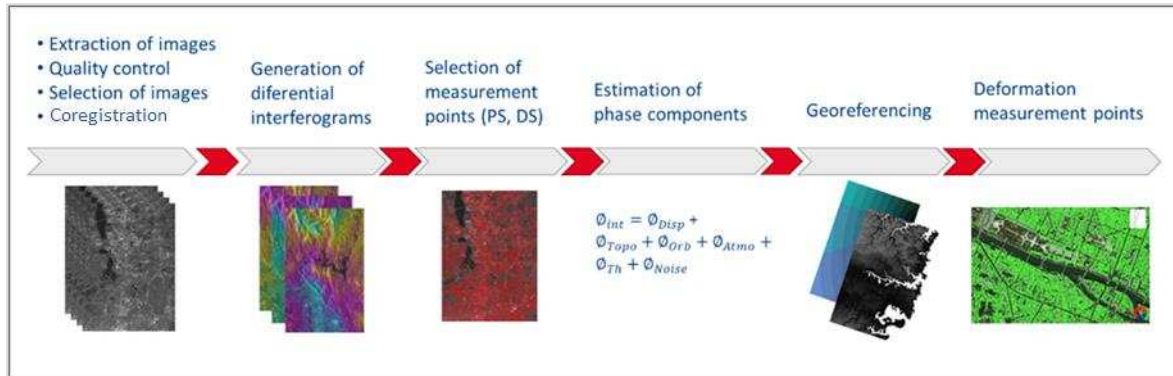 • Extraction of images
• Quality control
• Selection of images
• Coregistration
Generation of
diferential
interferograms
Selection of
measurement
points (PS, DS)
Estimation of
phase components
Georeferencing
Deformation
measurement points
∅int = ∅Disp +
∅Topo + ∅Orb + ∅Atmo +
∅Th + ∅Noise